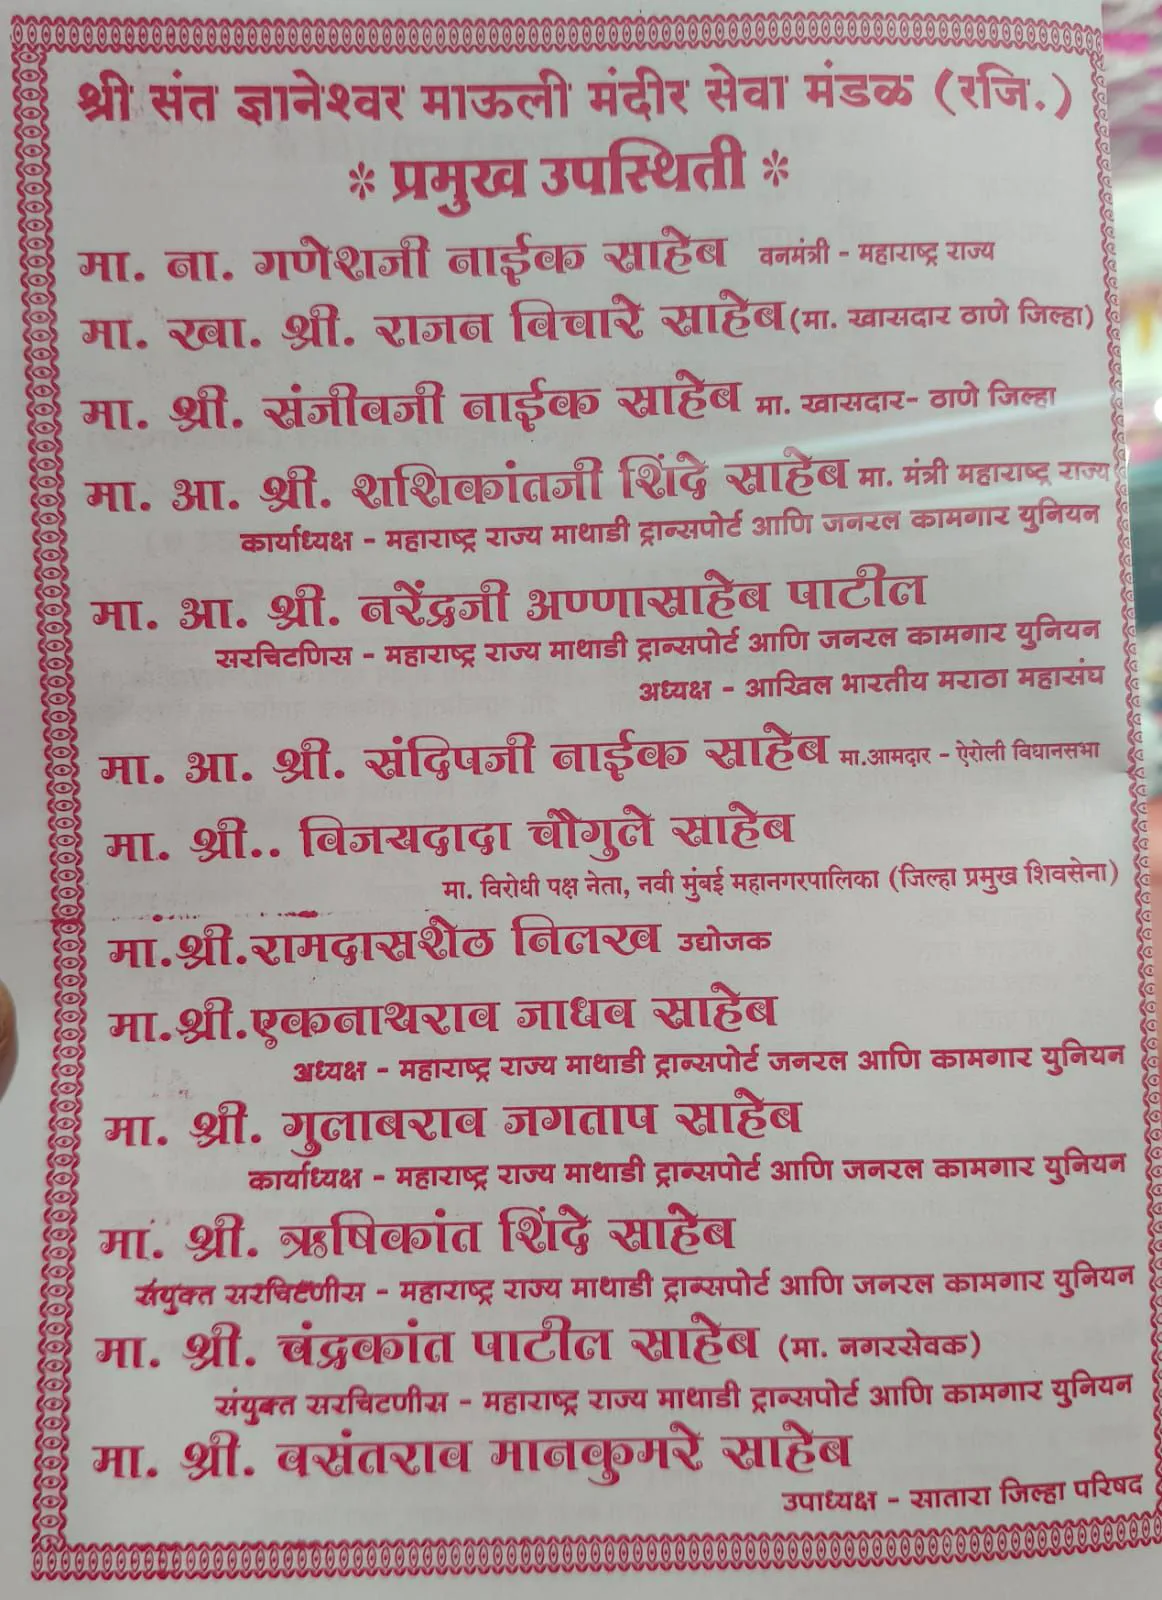 श्री संत ज्ञानेश्वर माऊली मंदीर सेवा मंडळ (रजि.)
* प्रमुख उपस्थिती *
मा. ना. गणेशजी नाईक साहेब वनमंत्री - महाराष्ट्र राज्य
मा. खा. श्री. राजन विचारे साहेब (मा. खासदार ठाणे जिल्हा)
मा. श्री. संजीवजी नाईक साहेब मा. खासदार- ठाणे जिल्हा
मा. आ. श्री. शशिकांतजी शिंदे साहेब मा. मंत्री महाराष्ट्र राज्य
कार्याध्यक्ष - महाराष्ट्र राज्य माथाडी ट्रान्सपोर्ट आणि जनरल कामगार युनियन
मा. आ. श्री. नरेंद्रजी अण्णासाहेब पाटील
सरचिटणिस - महाराष्ट्र राज्य माथाडी ट्रान्सपोर्ट आणि जनरल कामगार युनियन
अध्यक्ष - आखिल भारतीय मराठा महासंघ
मा. आ. श्री. संदिपजी नाईक साहेब मा.आमदार - ऐरोली विधानसभा
मा. श्री.. विजयदादा चौगुले साहेब
मा. विरोधी पक्ष नेता, नवी मुंबई महानगरपालिका (जिल्हा प्रमुख शिवसेना)
मा.श्री.रामदासशेठ निलख उद्योजक
मा.श्री.एकनाथराव जाधव साहेब
अध्यक्ष - महाराष्ट्र राज्य माथाडी ट्रान्सपोर्ट जनरल आणि कामगार युनियन
मा. श्री. गुलाबराव जगताप साहेब
कार्याध्यक्ष - महाराष्ट्र राज्य माथाडी ट्रान्सपोर्ट आणि जनरल कामगार युनियन
मा. श्री. ऋषिकांत शिंदे साहेब
संयुक्त सरचिटणीस - महाराष्ट्र राज्य माथाडी ट्रान्सपोर्ट आणि जनरल कामगार युनियन
मा. श्री. चंद्रकांत पाटील साहेब (मा. नगरसेवक)
संयुक्त सरचिटणीस - महाराष्ट्र राज्य माथाडी ट्रान्सपोर्ट आणि कामगार युनियन
मा. श्री. वसंतराव मानकुमरे साहेब
उपाध्यक्ष - सातारा जिल्हा परिषद